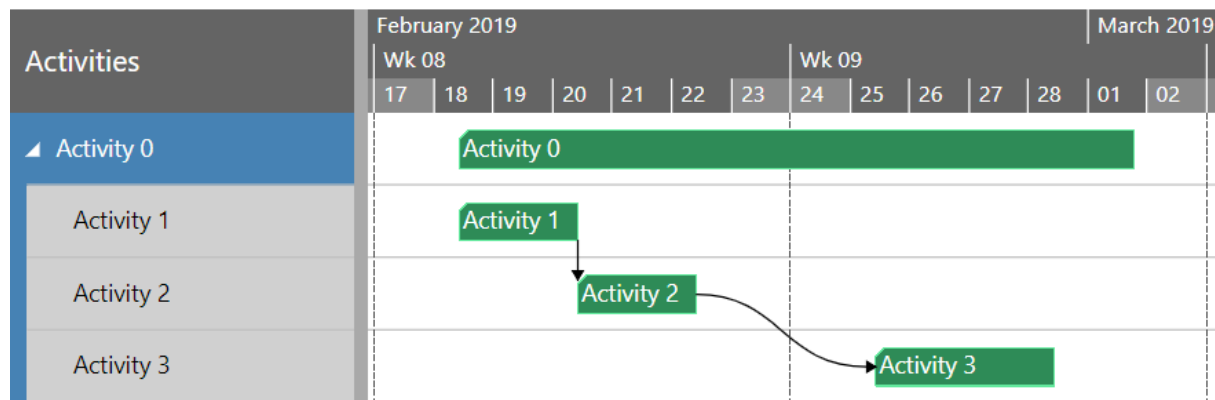 Activities
February 2019 March 2019
Wk 08 Wk 09
17 18 19 20 21 22 23 24 25 26 27 28 01 02
Activity 0 Activity 0
Activity 1 Activity 1
Activity 2 Activity 2
Activity 3 Activity 3